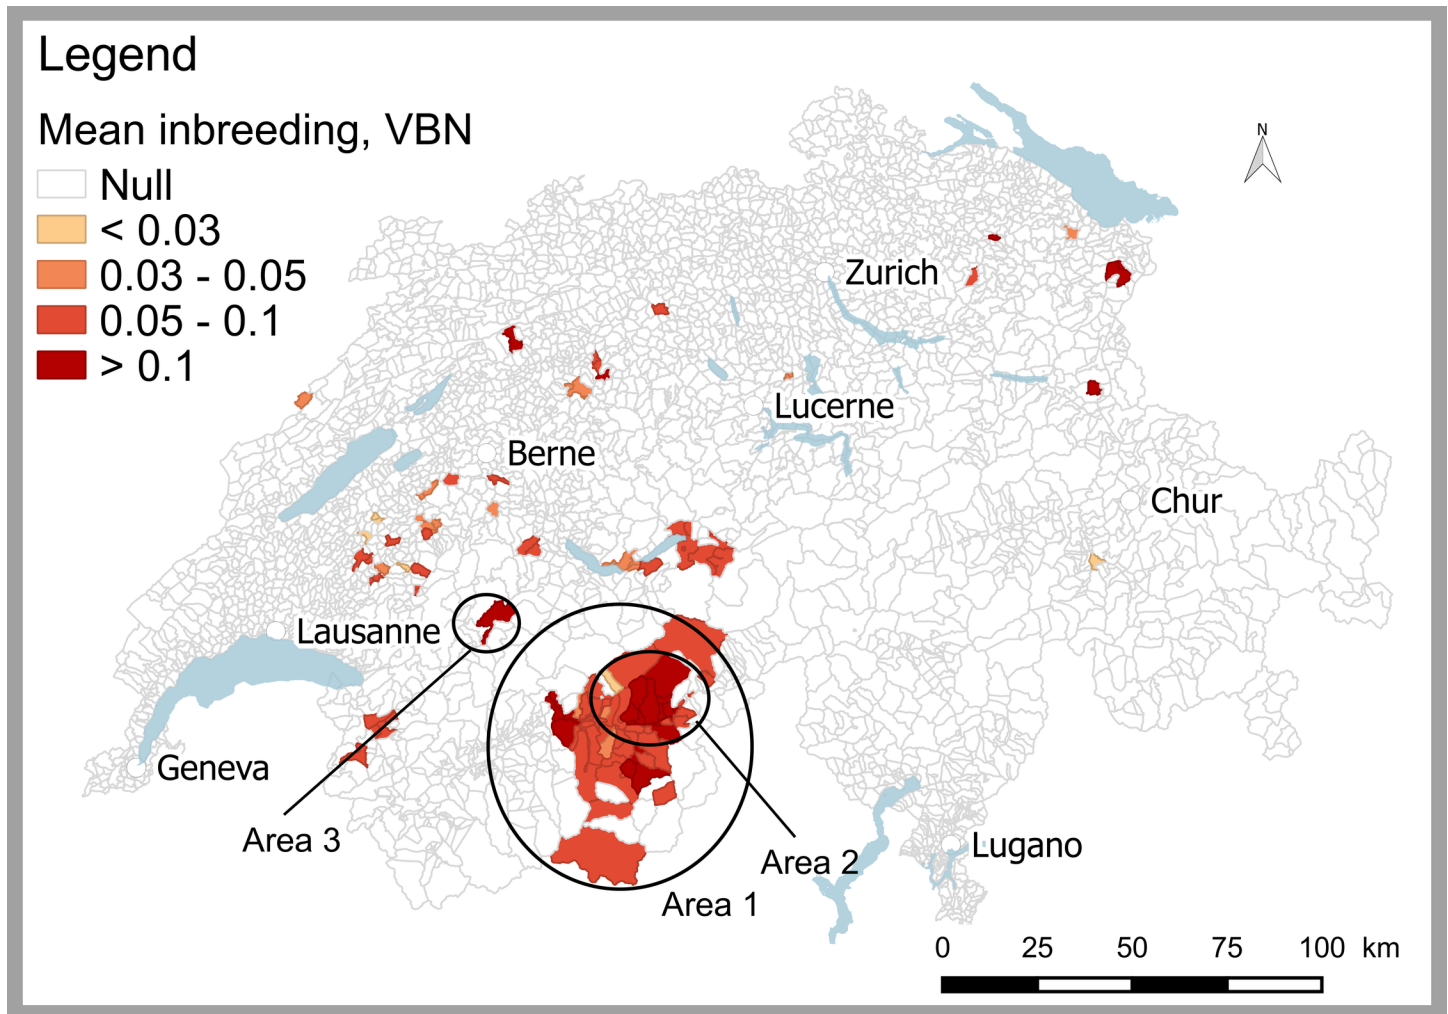 Legend
Mean inbreeding, VBN
Null
< 0.03
0.03 - 0.05
0.05 - 0.1
> 0.1
N
Zurich
Lucerne
Berne
Chur
Lausanne
Geneva
Area 3
Area 2
Lugano
Area 1
0 25 50 75 100 km